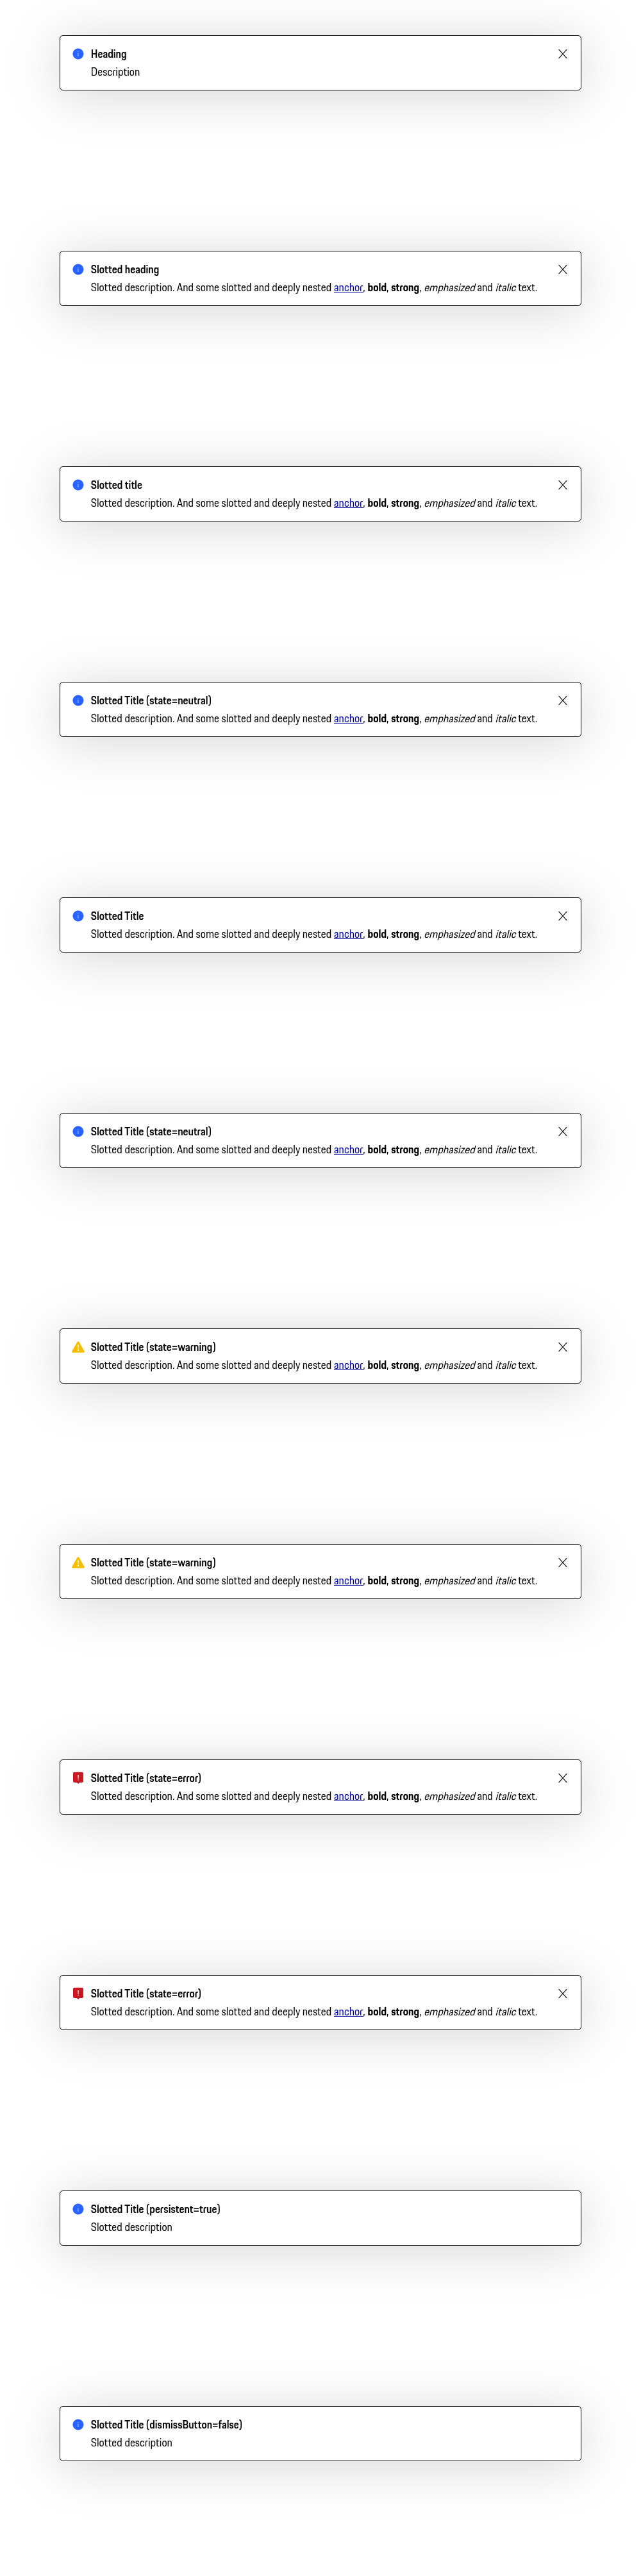 Heading
Description
Slotted heading
Slotted description. And some slotted and deeply nested anchor, bold, strong, emphasized and italic text.
Slotted title
Slotted description. And some slotted and deeply nested anchor, bold, strong, emphasized and italic text.
Slotted Title (state=neutral)
Slotted description. And some slotted and deeply nested anchor, bold, strong, emphasized and italic text.
Slotted Title
Slotted description. And some slotted and deeply nested anchor, bold, strong, emphasized and italic text.
Slotted Title (state=neutral)
Slotted description. And some slotted and deeply nested anchor, bold, strong, emphasized and italic text.
Slotted Title (state=warning)
Slotted description. And some slotted and deeply nested anchor, bold, strong, emphasized and italic text.
Slotted Title (state=warning)
Slotted description. And some slotted and deeply nested anchor, bold, strong, emphasized and italic text.
Slotted Title (state=error)
Slotted description. And some slotted and deeply nested anchor, bold, strong, emphasized and italic text.
Slotted Title (state=error)
Slotted description. And some slotted and deeply nested anchor, bold, strong, emphasized and italic text.
Slotted Title (persistent=true)
Slotted description
Slotted Title (dismissButton=false)
Slotted description